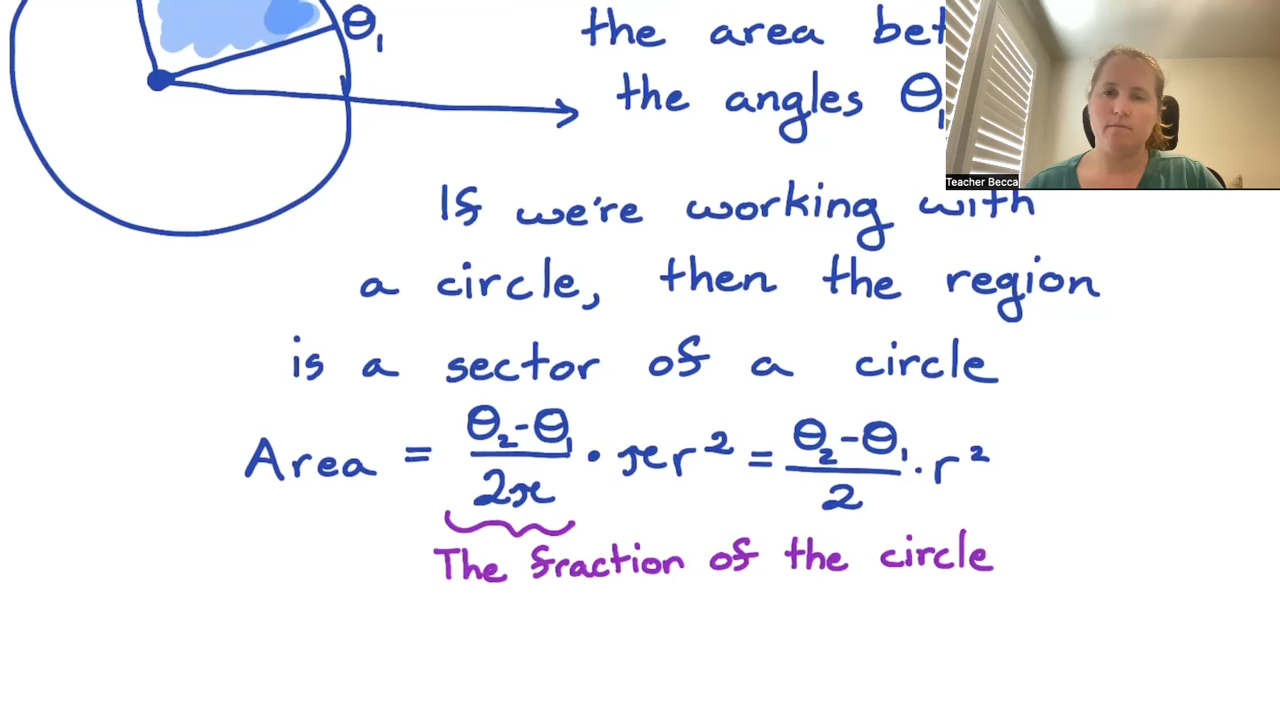 θ₁
the area bet
the angles θ₁
Teacher Becca
If we're working with
a circle, then the region
is a sector of a circle
Area = (θ₂-θ₁)/(2π) · πr² = (θ₂-θ₁)/2 · r²
The fraction of the circle